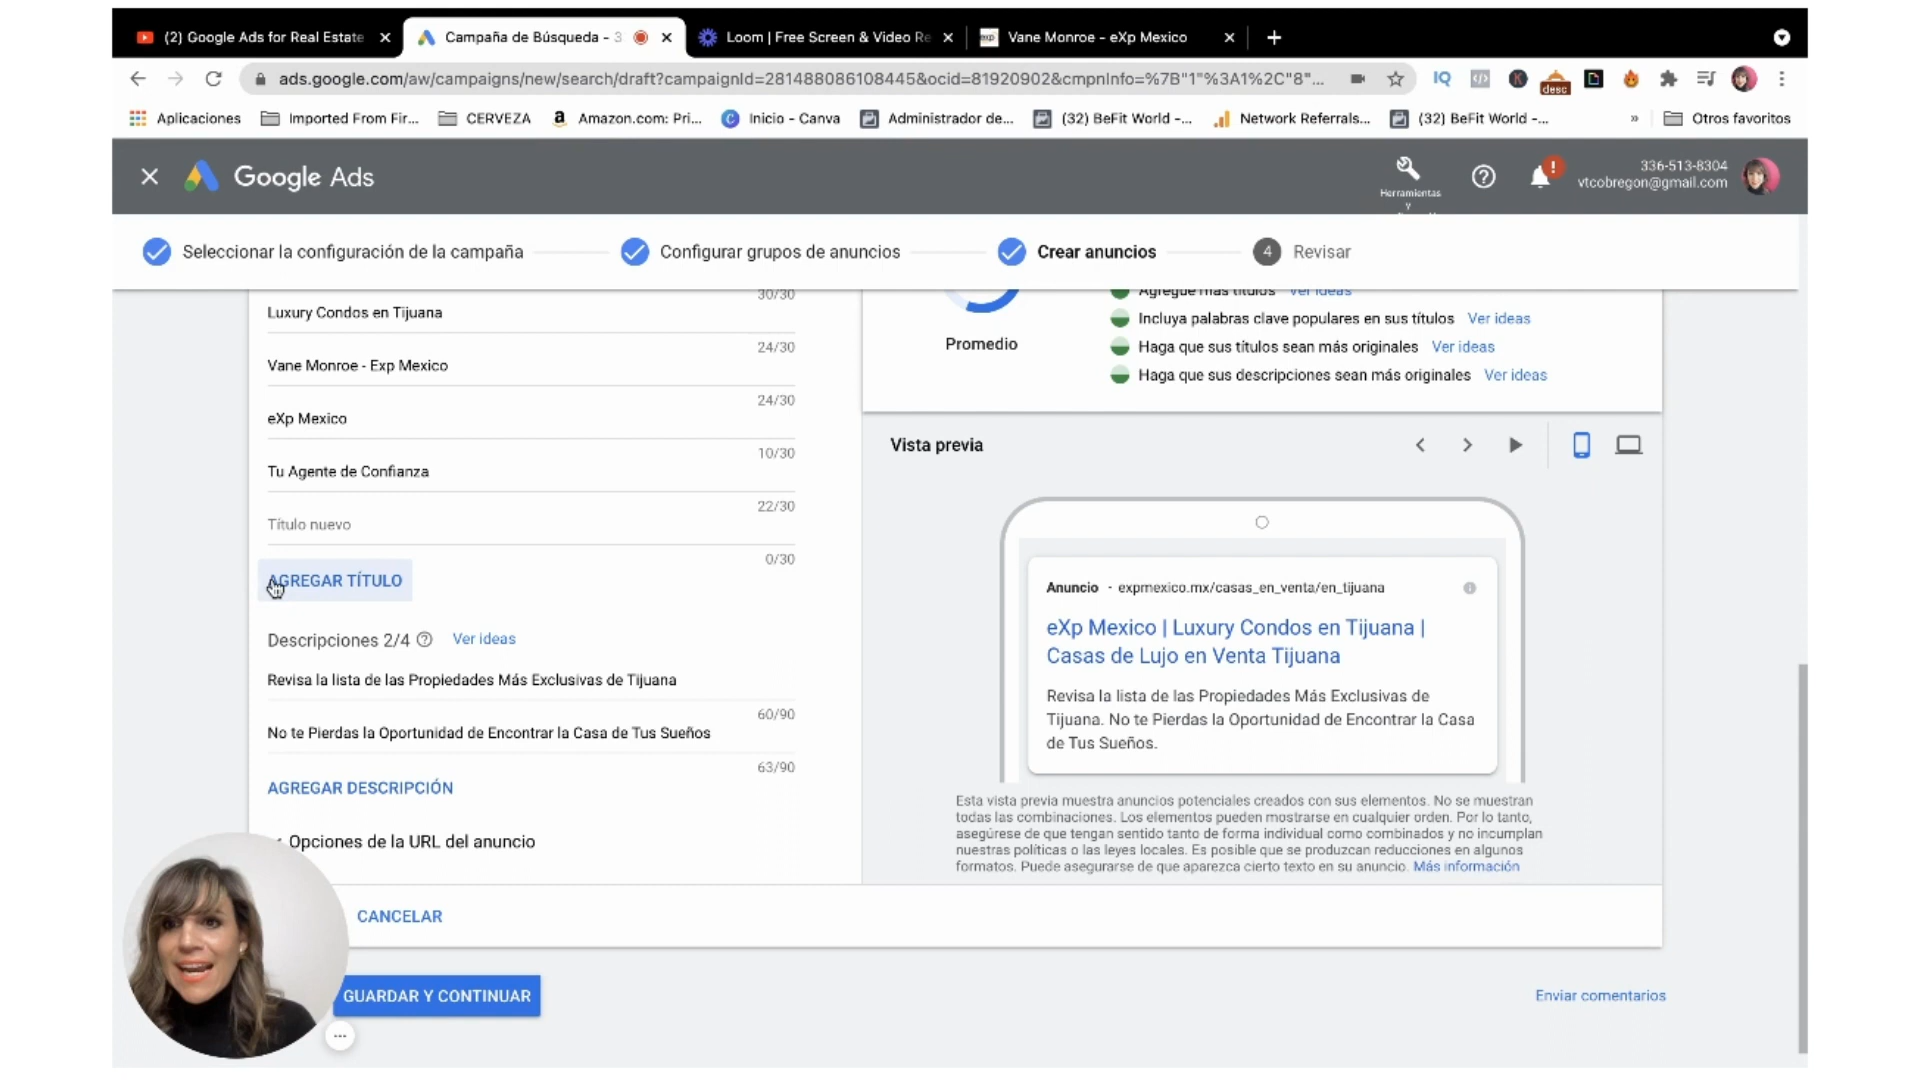 (2) Google Ads for Real Estate
Campaña de Búsqueda - 3
Loom | Free Screen & Video Re
Vane Monroe - eXp Mexico
ads.google.com/aw/campaigns/new/search/draft?campaignId=281488086108445&ocid=81920902&cmpnInfo=%7B"1"%3A1%2C"8"...
IQ
desc
Aplicaciones
Imported From Fir...
CERVEZA
Amazon.com: Pri...
Inicio - Canva
Administrador de...
(32) BeFit World -...
Network Referrals...
(32) BeFit World -...
»
Otros favoritos
Google Ads
Herramientas
y
336-513-8304
vtcobregon@gmail.com
Seleccionar la configuración de la campaña
Configurar grupos de anuncios
Crear anuncios
4
Revisar
30/30
Luxury Condos en Tijuana
24/30
Vane Monroe - Exp Mexico
24/30
eXp Mexico
10/30
Tu Agente de Confianza
22/30
Título nuevo
0/30
AGREGAR TÍTULO
Descripciones 2/4
Ver ideas
Revisa la lista de las Propiedades Más Exclusivas de Tijuana
60/90
No te Pierdas la Oportunidad de Encontrar la Casa de Tus Sueños
63/90
AGREGAR DESCRIPCIÓN
Opciones de la URL del anuncio
CANCELAR
GUARDAR Y CONTINUAR
Promedio
Agregue más títulos Ver ideas
Incluya palabras clave populares en sus títulos Ver ideas
Haga que sus títulos sean más originales Ver ideas
Haga que sus descripciones sean más originales Ver ideas
Vista previa
Anuncio · expmexico.mx/casas_en_venta/en_tijuana
eXp Mexico | Luxury Condos en Tijuana |
Casas de Lujo en Venta Tijuana
Revisa la lista de las Propiedades Más Exclusivas de
Tijuana. No te Pierdas la Oportunidad de Encontrar la Casa
de Tus Sueños.
Esta vista previa muestra anuncios potenciales creados con sus elementos. No se muestran
todas las combinaciones. Los elementos pueden mostrarse en cualquier orden. Por lo tanto,
asegúrese de que tengan sentido tanto de forma individual como combinados y no incumplan
nuestras políticas o las leyes locales. Es posible que se produzcan reducciones en algunos
formatos. Puede asegurarse de que aparezca cierto texto en su anuncio. Más información
Enviar comentarios